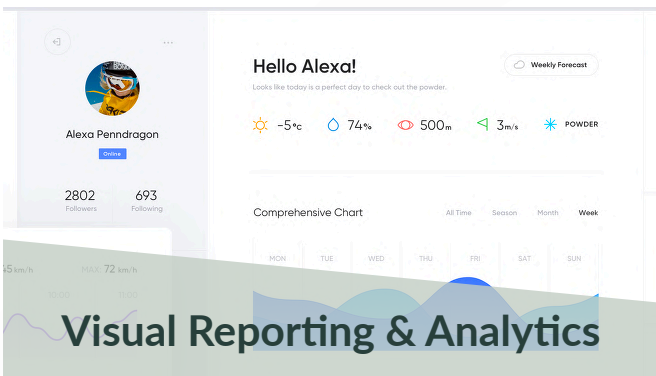 Alexa Penndragon
Online
2802 693
Followers Following
Hello Alexa!
Weekly Forecast
Looks like today is a perfect day to check out the powder.
-5°C 74% 500m 3m/s POWDER
Comprehensive Chart
All Time Season Month Week
MON TUE WED THU FRI SAT SUN
45 km/h MAX 72 km/h
Visual Reporting & Analytics